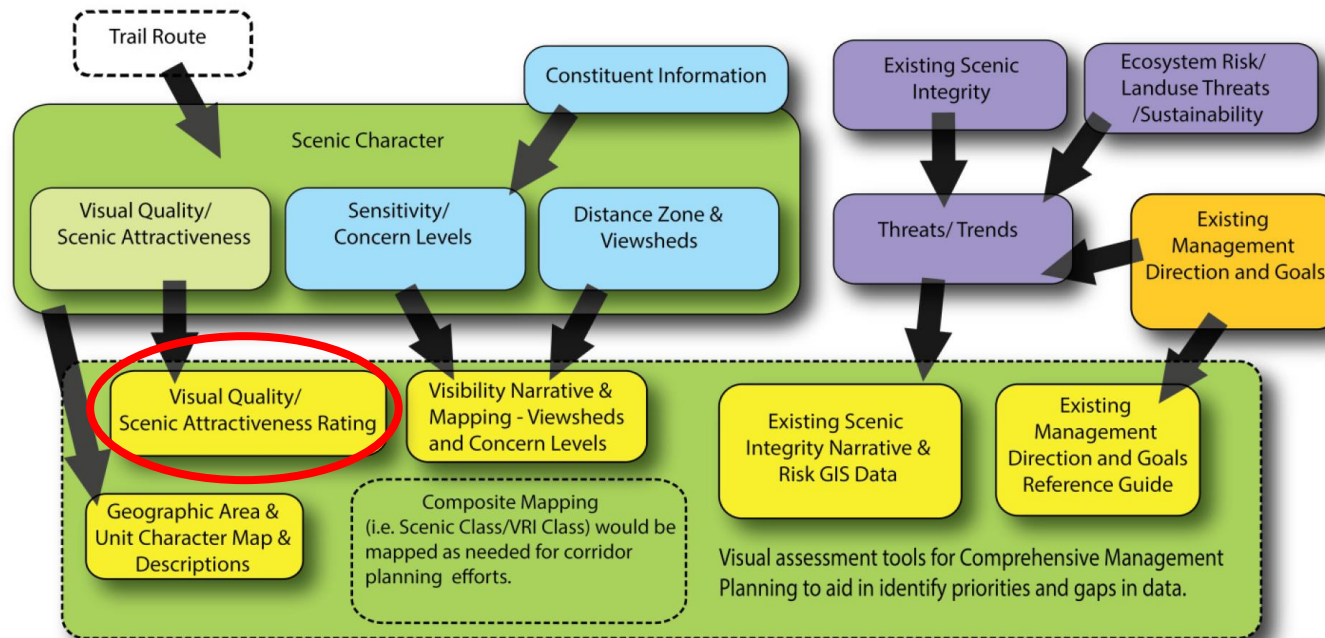 Trail Route
Constituent Information
Existing Scenic
Integrity
Ecosystem Risk/
Landuse Threats
/Sustainability
Scenic Character
Visual Quality/
Scenic Attractiveness
Sensitivity/
Concern Levels
Distance Zone &
Viewsheds
Threats/ Trends
Existing
Management
Direction and Goals
Visual Quality/
Scenic Attractiveness Rating
Visibility Narrative &
Mapping - Viewsheds
and Concern Levels
Existing Scenic
Integrity Narrative &
Risk GIS Data
Existing
Management
Direction and Goals
Reference Guide
Geographic Area &
Unit Character Map &
Descriptions
Composite Mapping
(i.e. Scenic Class/VRI Class) would be
mapped as needed for corridor
planning efforts.
Visual assessment tools for Comprehensive Management
Planning to aid in identify priorities and gaps in data.